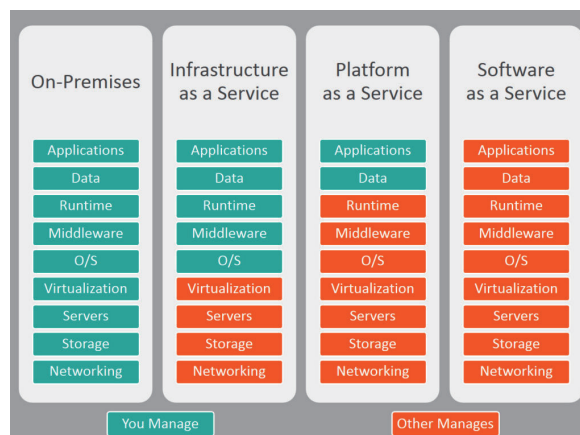 On-Premises
Applications
Data
Runtime
Middleware
O/S
Virtualization
Servers
Storage
Networking
Infrastructure
as a Service
Applications
Data
Runtime
Middleware
O/S
Virtualization
Servers
Storage
Networking
Platform
as a Service
Applications
Data
Runtime
Middleware
O/S
Virtualization
Servers
Storage
Networking
Software
as a Service
Applications
Data
Runtime
Middleware
O/S
Virtualization
Servers
Storage
Networking
You Manage
Other Manages